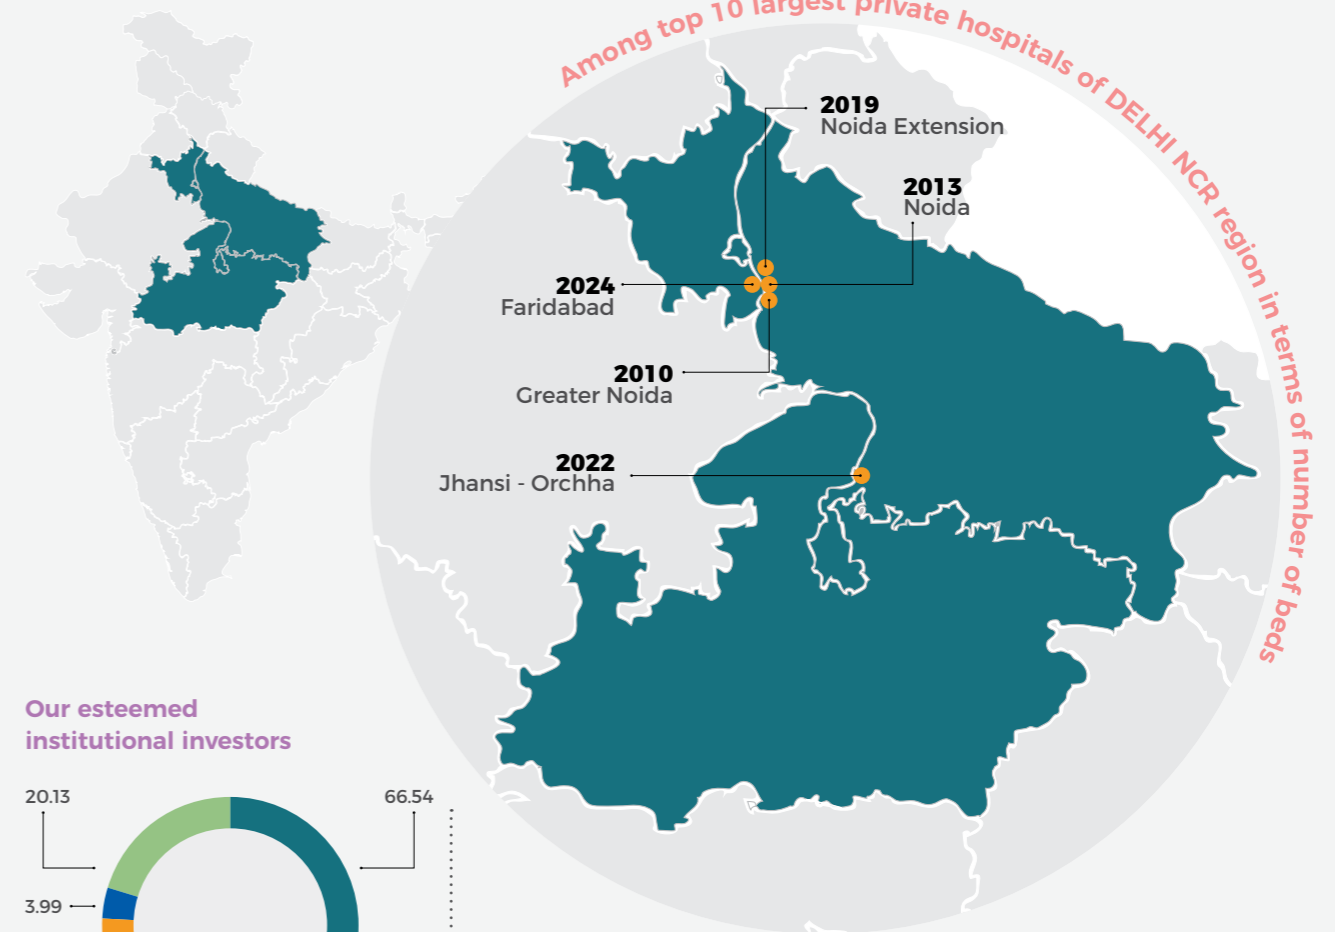 Among top 10 largest private hospitals of DELHI NCR region in terms of number of beds
2019
Noida Extension
2013
Noida
2024
Faridabad
2010
Greater Noida
2022
Jhansi - Orchha
Our esteemed
institutional investors
20.13
66.54
3.99